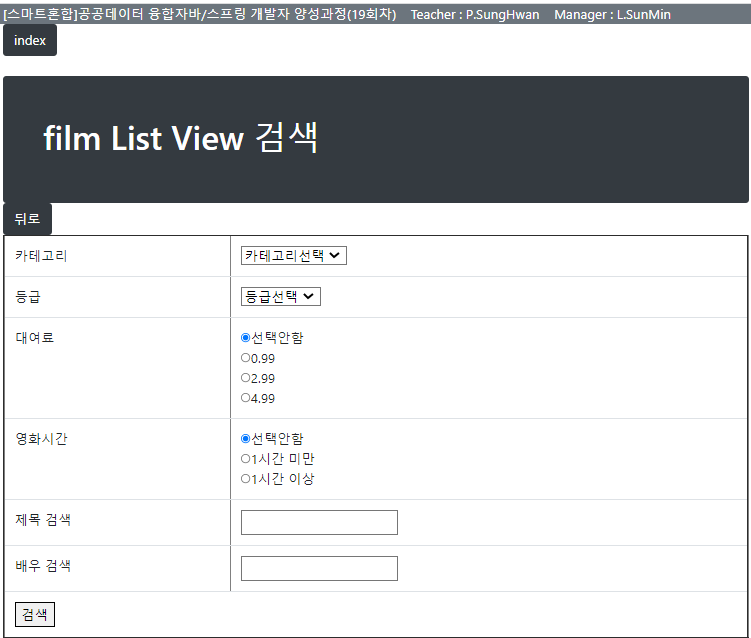 [스마트혼합]공공데이터 융합자바/스프링 개발자 양성과정(19회차) Teacher : P.SungHwan Manager : L.SunMin
index
film List View 검색
뒤로
카테고리 카테고리선택
등급 등급선택
대여료 선택안함
0.99
2.99
4.99
영화시간 선택안함
1시간 미만
1시간 이상
제목 검색
배우 검색
검색